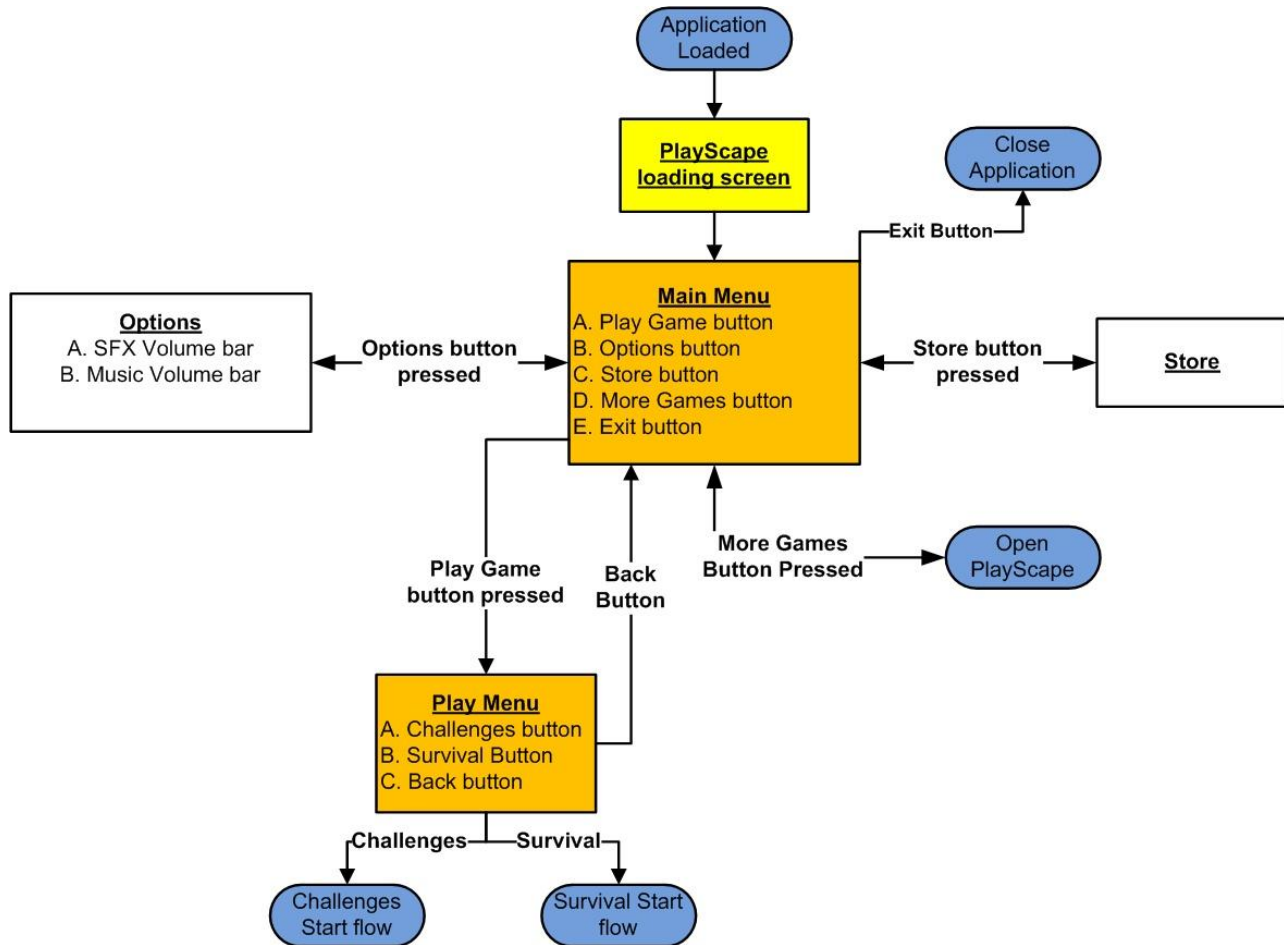 Application
Loaded
PlayScape
loading screen
Close
Application
Exit Button
Main Menu
A. Play Game button
B. Options button
C. Store button
D. More Games button
E. Exit button
Options
A. SFX Volume bar
B. Music Volume bar
Options button
pressed
Store button
pressed
Store
Play Game
button pressed
Back
Button
More Games
Button Pressed
Open
PlayScape
Play Menu
A. Challenges button
B. Survival Button
C. Back button
Challenges
Survival
Challenges
Start flow
Survival Start
flow